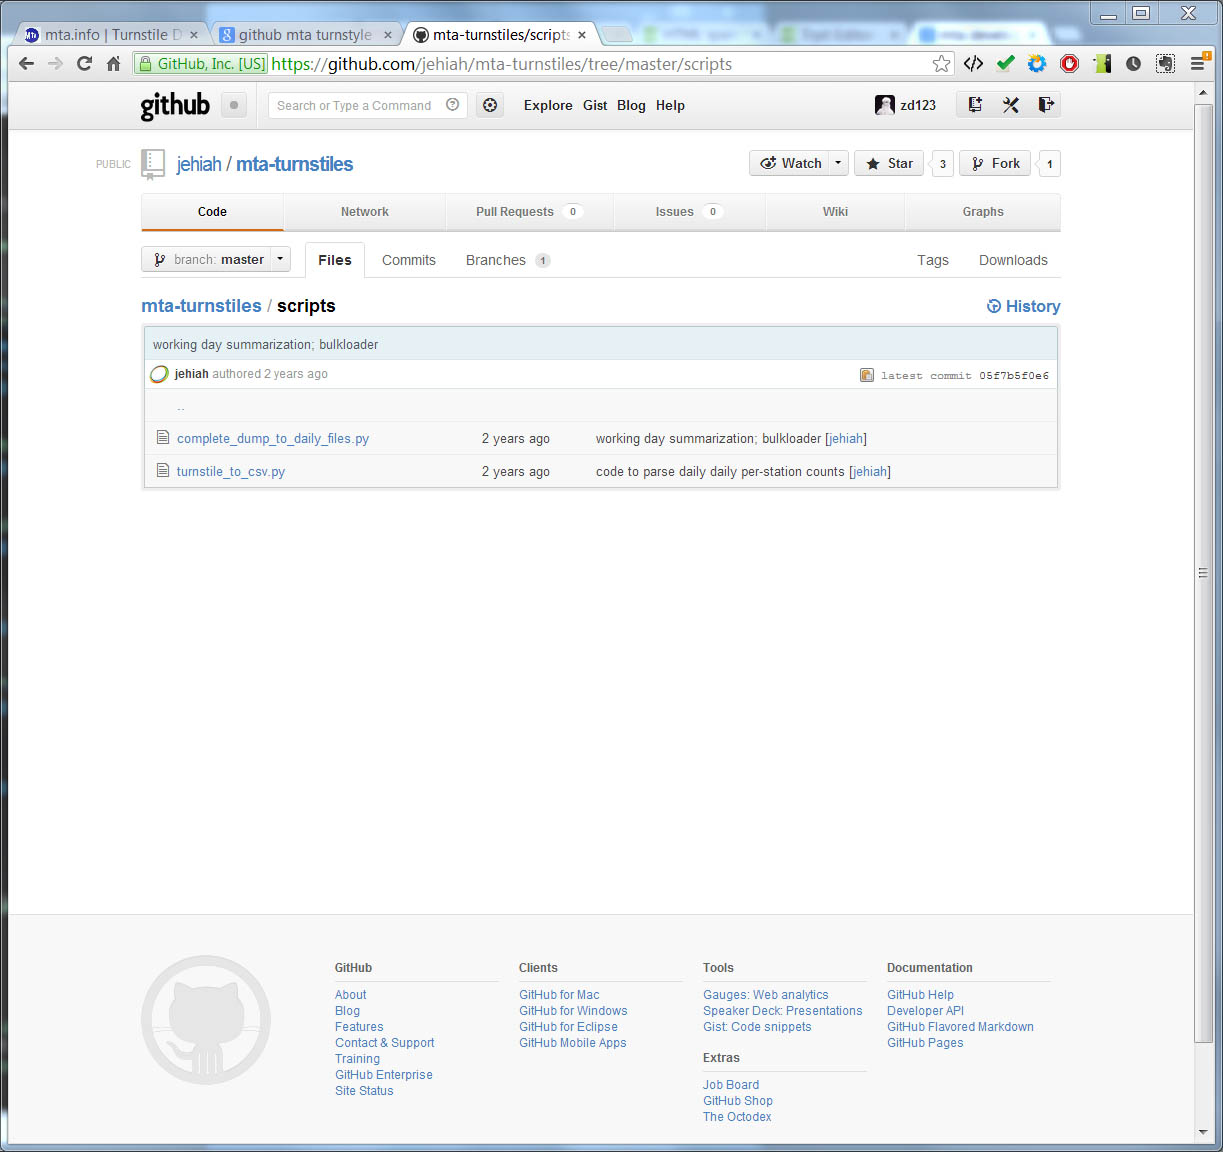 mta.info | Turnstile D
github mta turnstyle
mta-turnstiles/scripts
GitHub, Inc. [US] https://github.com/jehiah/mta-turnstiles/tree/master/scripts
github Search or Type a Command Explore Gist Blog Help zd123
PUBLIC jehiah / mta-turnstiles Watch Star 3 Fork 1
Code Network Pull Requests 0 Issues 0 Wiki Graphs
branch: master Files Commits Branches 1 Tags Downloads
mta-turnstiles / scripts History
working day summarization; bulkloader
jehiah authored 2 years ago latest commit 05f7b5f0e6
..
complete_dump_to_daily_files.py 2 years ago working day summarization; bulkloader [jehiah]
turnstile_to_csv.py 2 years ago code to parse daily daily per-station counts [jehiah]
GitHub
About
Blog
Features
Contact & Support
Training
GitHub Enterprise
Site Status
Clients
GitHub for Mac
GitHub for Windows
GitHub for Eclipse
GitHub Mobile Apps
Tools
Gauges: Web analytics
Speaker Deck: Presentations
Gist: Code snippets
Extras
Job Board
GitHub Shop
The Octodex
Documentation
GitHub Help
Developer API
GitHub Flavored Markdown
GitHub Pages